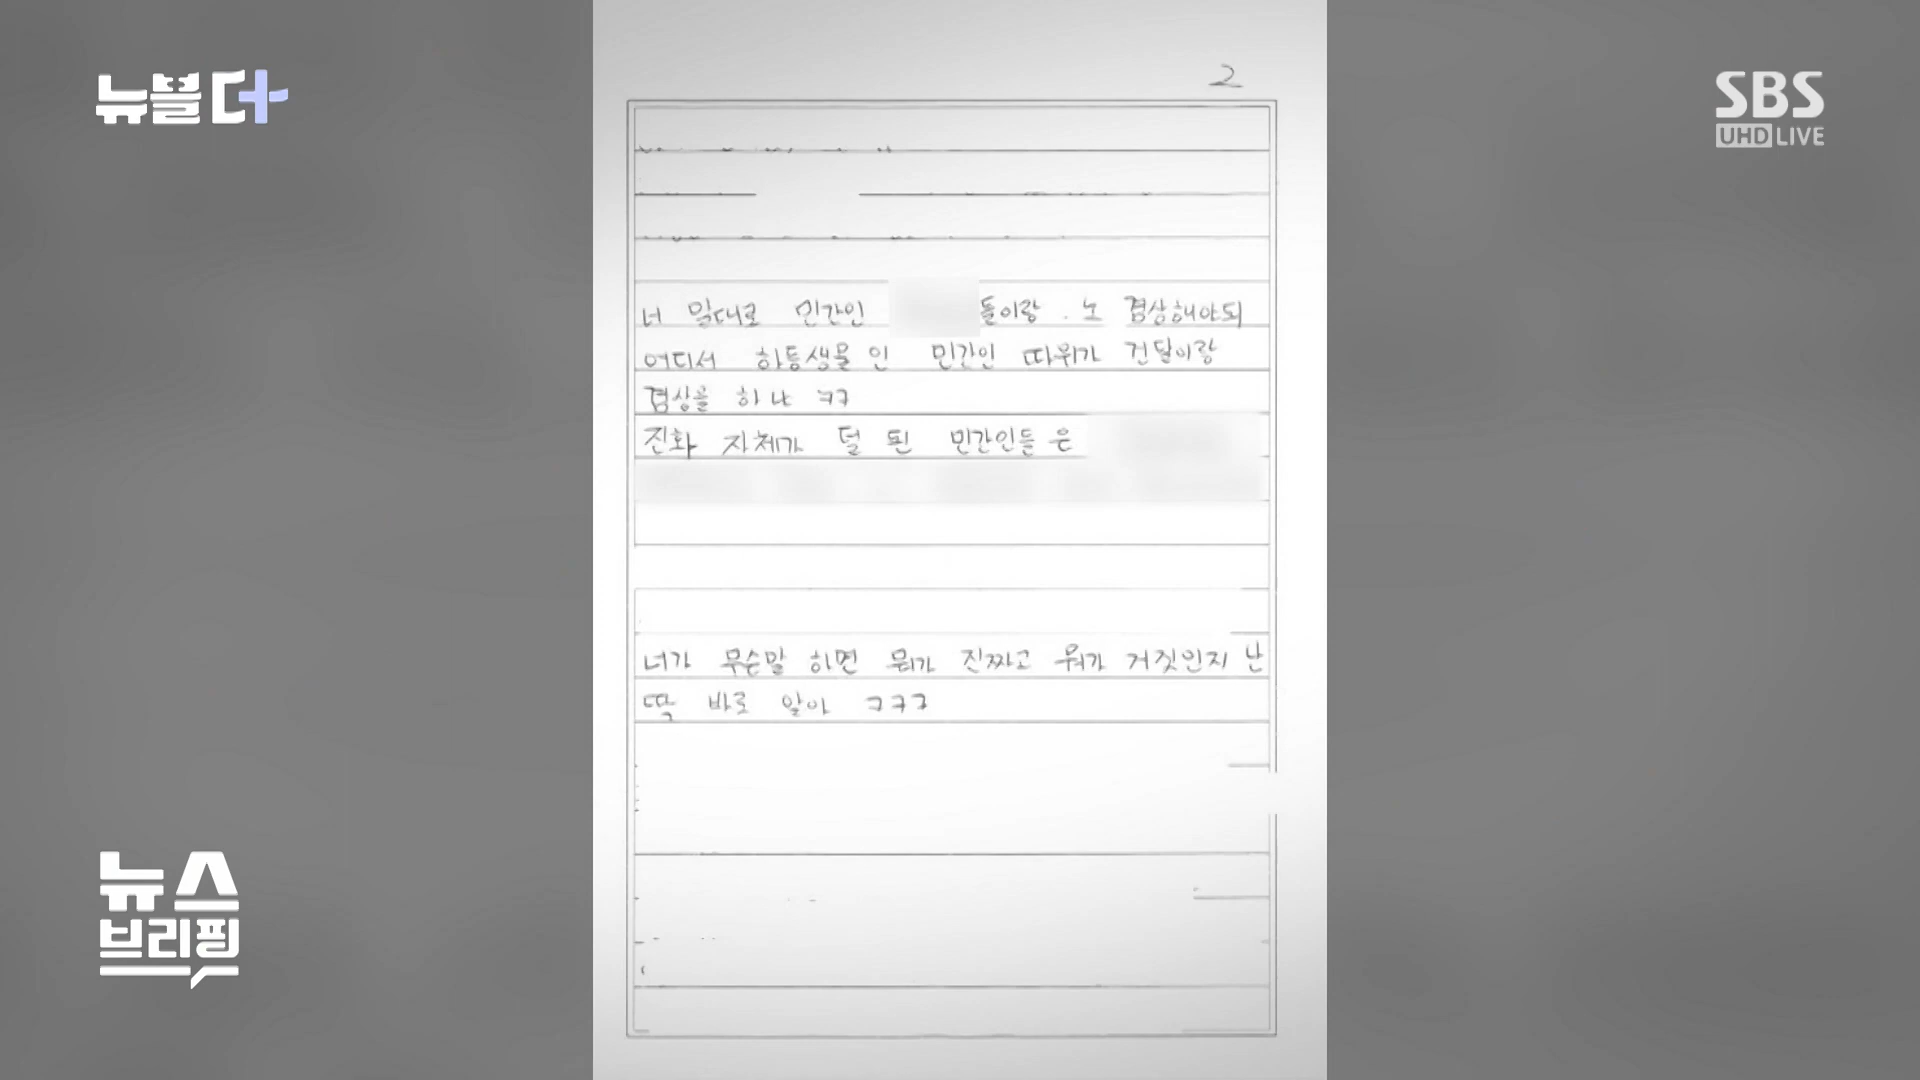 뉴블더+
SBS
UHD LIVE
2
너 말대로 민간인 들이랑. 노 겸상해야되
어디서 하등생물인 민간인 따위가 건달이랑
겸상을 하냐 ㅋㅋ
진화 자체가 덜 된 민간인들은
너가 무슨말 하면 뭐가 진짜고 뭐가 거짓인지 난
딱 바로 알아 ㅋㅋㅋ
뉴스
브리핑